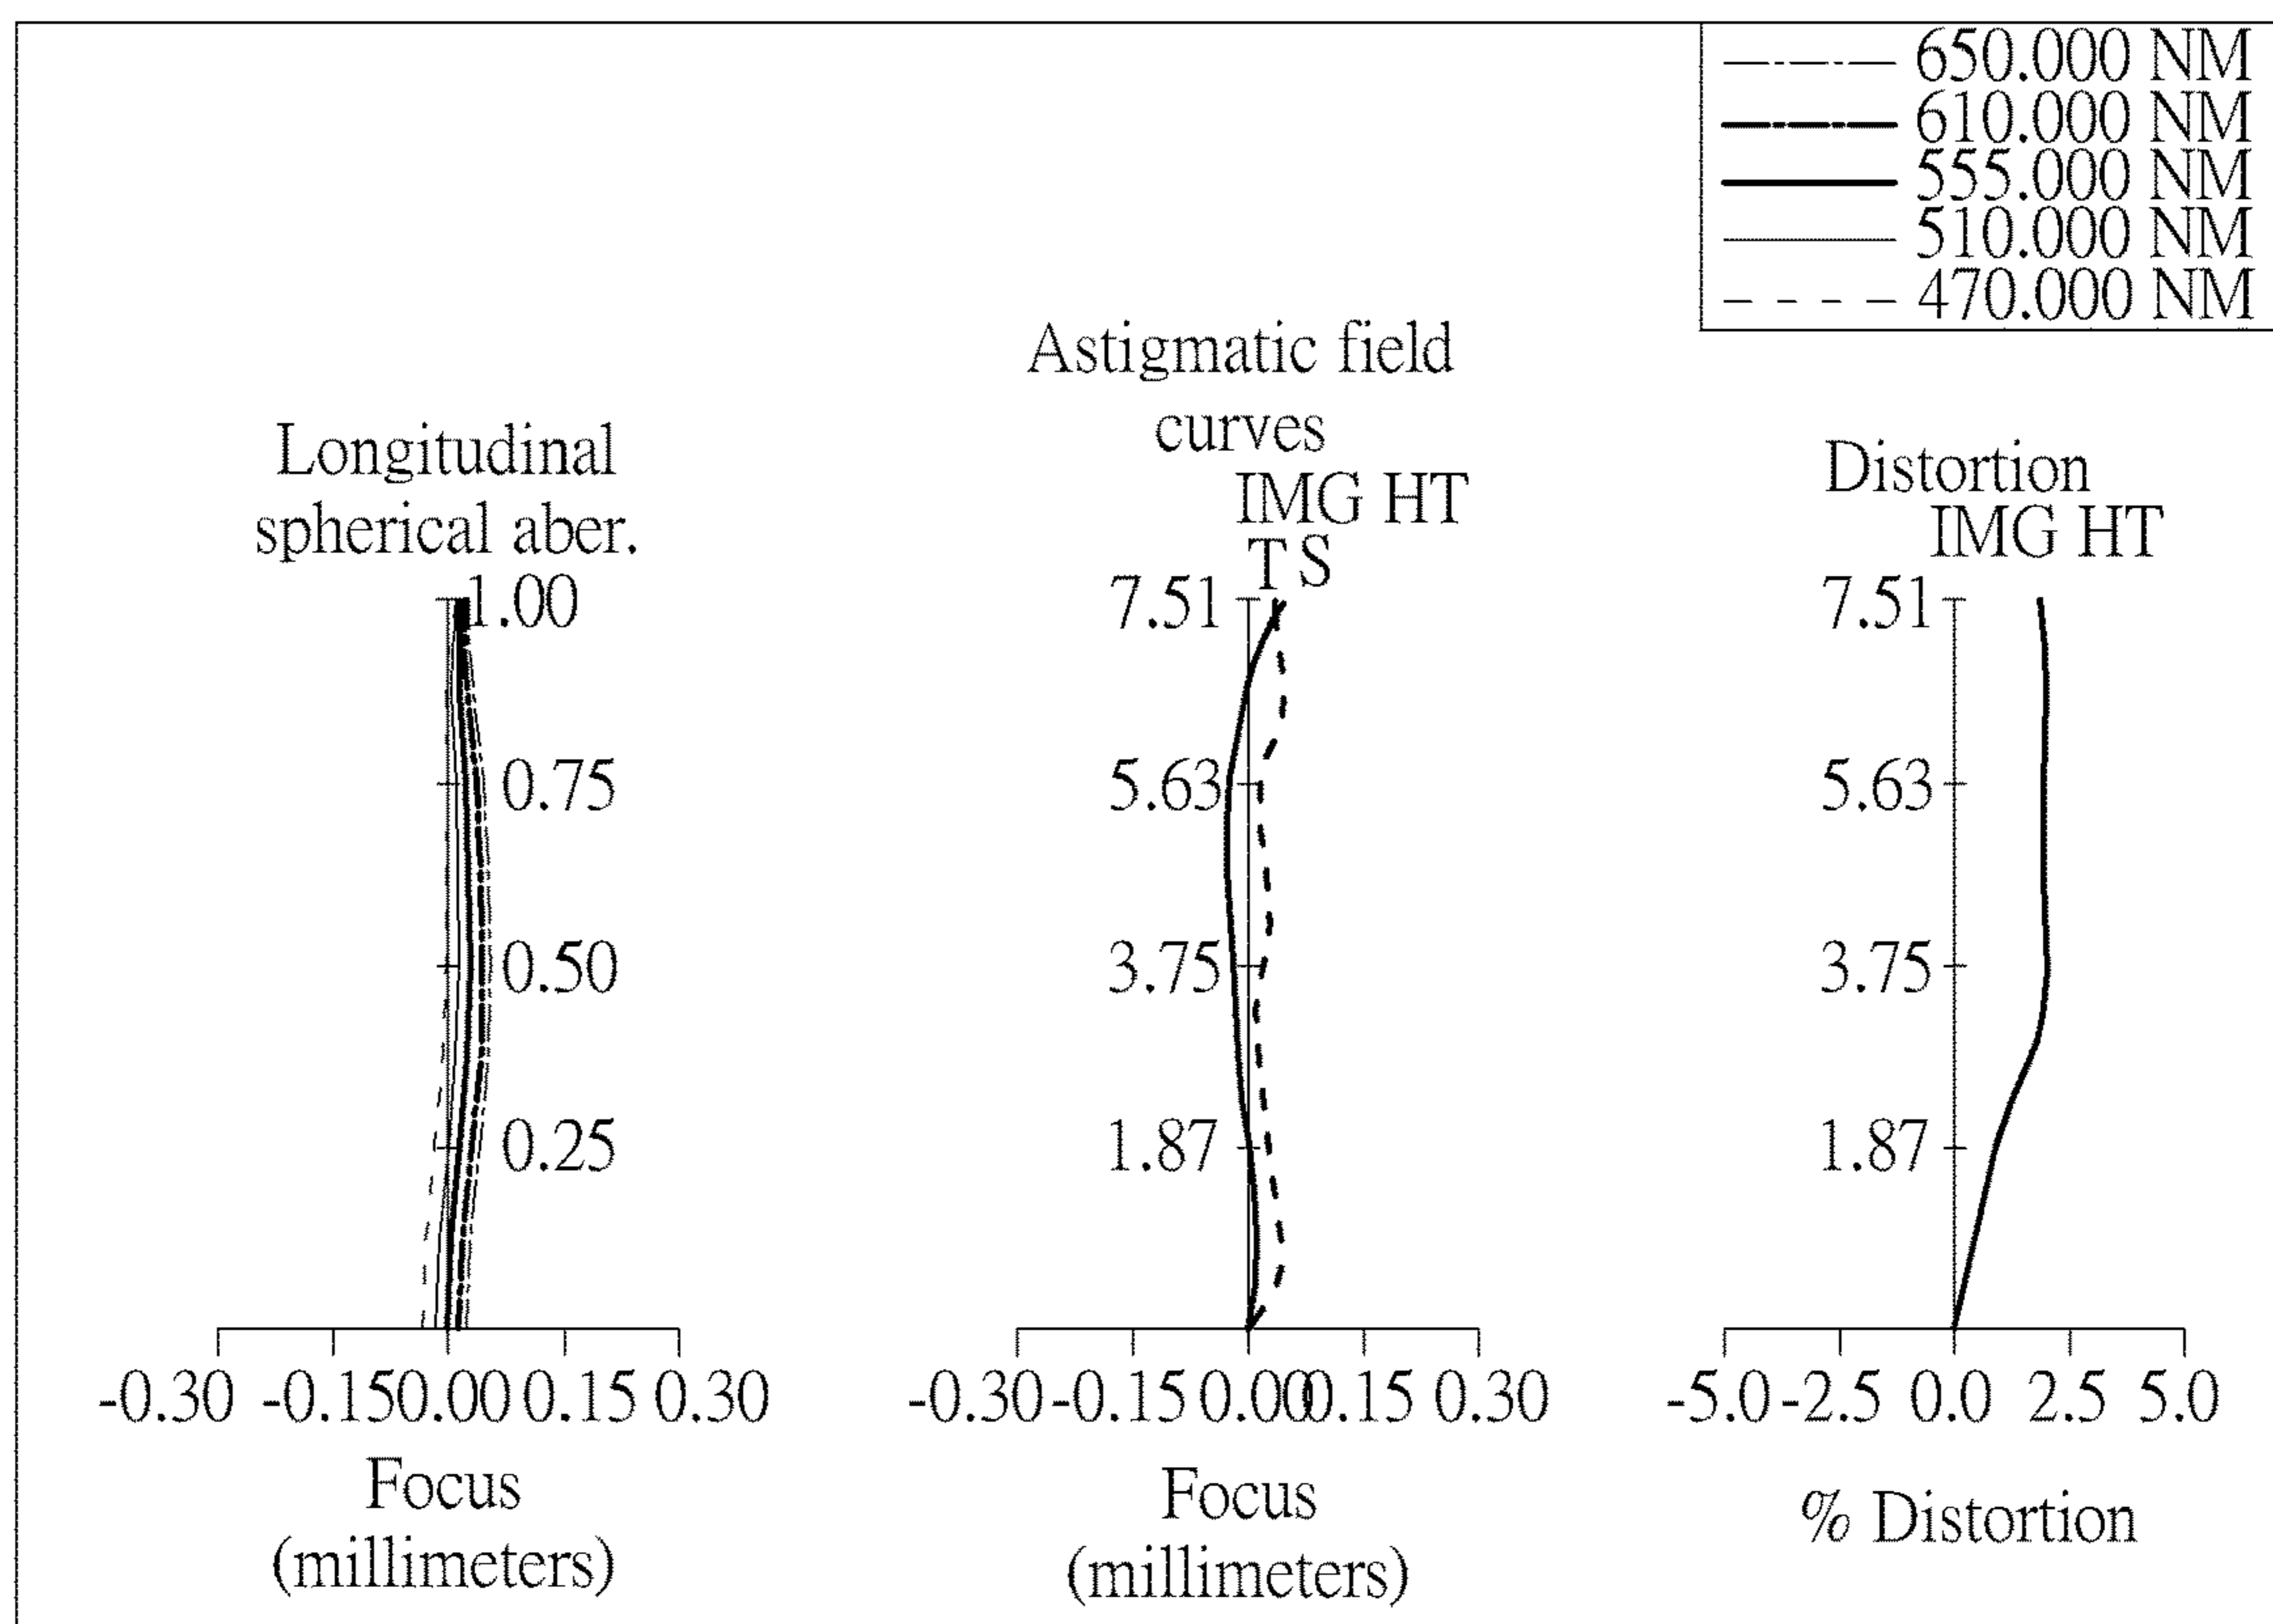 650.000 NM
610.000 NM
555.000 NM
510.000 NM
470.000 NM
Longitudinal
spherical aber.
1.00
0.75
0.50
0.25
-0.30 -0.15 0.00 0.15 0.30
Focus
(millimeters)
Astigmatic field
curves
IMG HT
T S
7.51
5.63
3.75
1.87
-0.30 -0.15 0.00 0.15 0.30
Focus
(millimeters)
Distortion
IMG HT
7.51
5.63
3.75
1.87
-5.0 -2.5 0.0 2.5 5.0
% Distortion